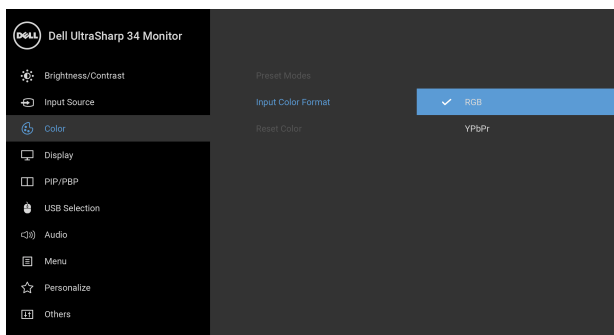 DELL Dell UltraSharp 34 Monitor
Brightness/Contrast
Preset Modes
Input Source
Input Color Format
RGB
Color
Reset Color
YPbPr
Display
PIP/PBP
USB Selection
Audio
Menu
Personalize
Others